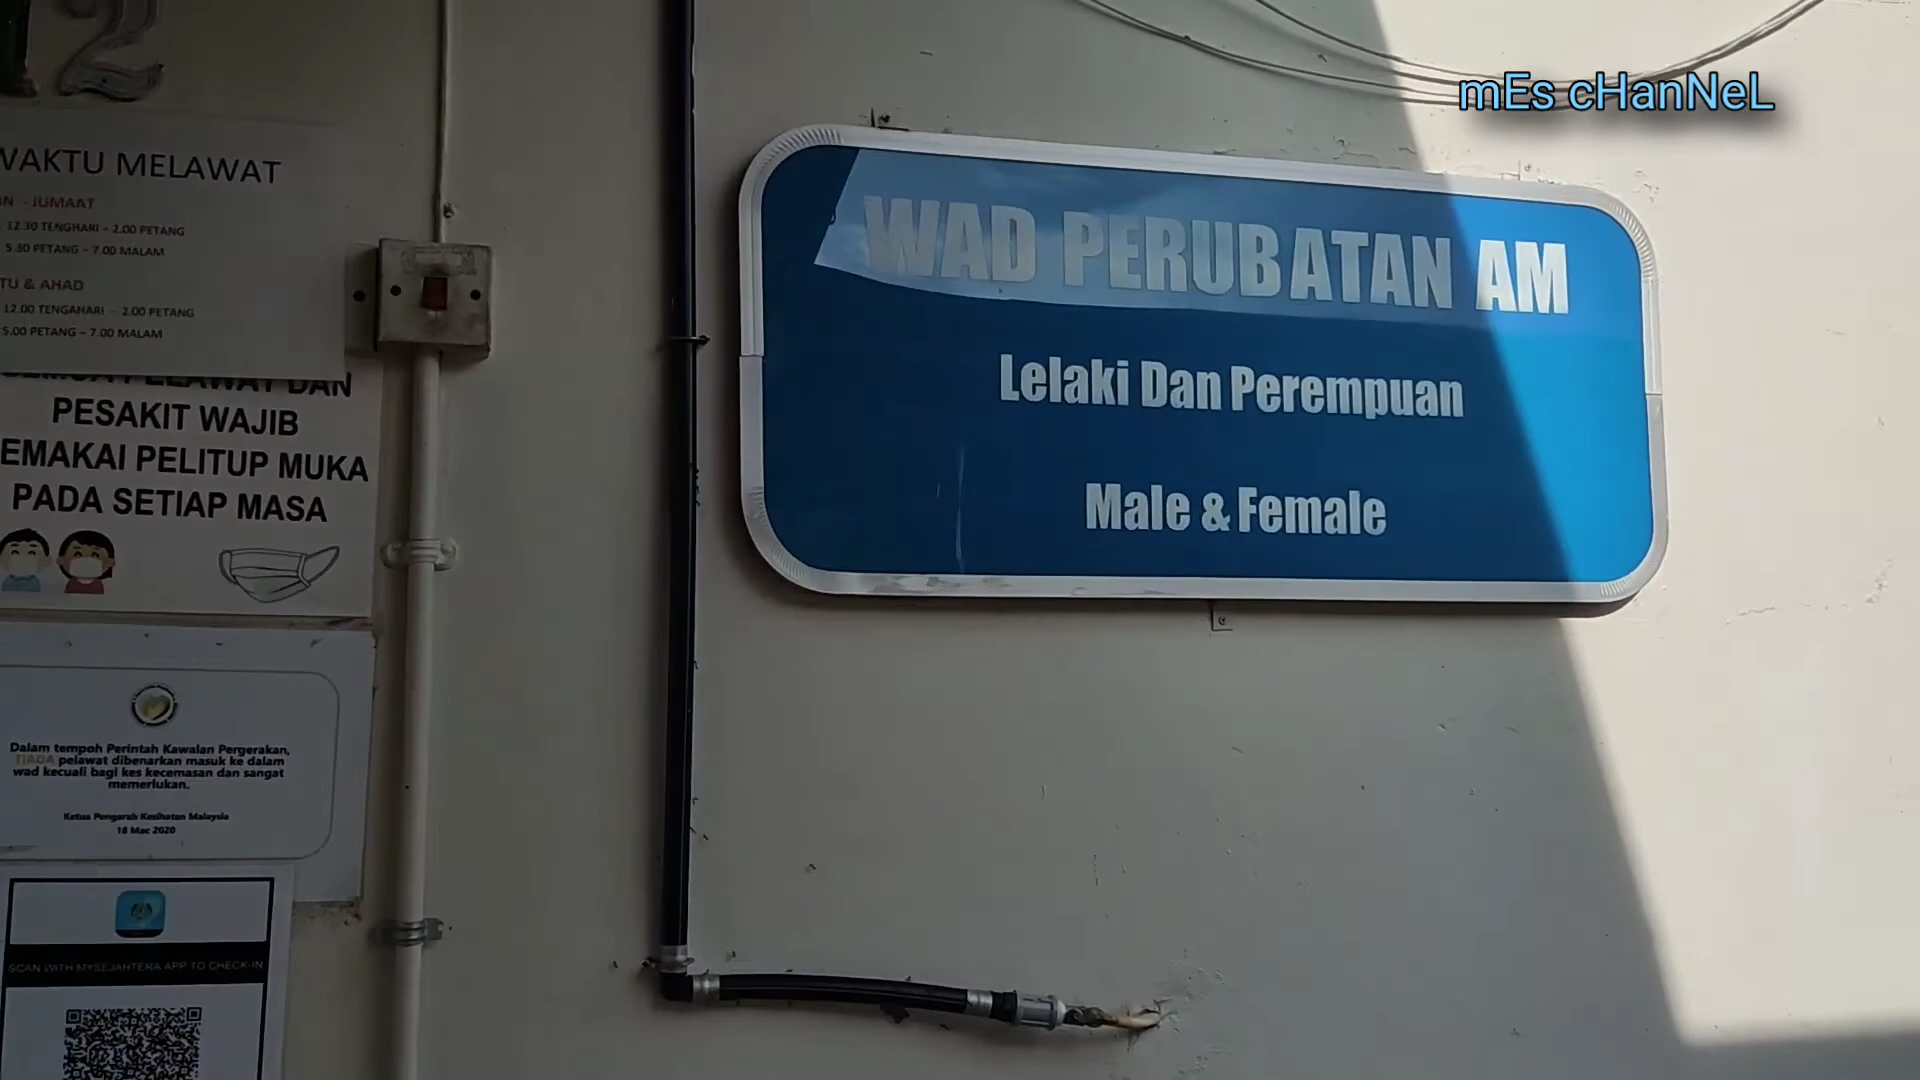 12
WAKTU MELAWAT
N - JUMAAT
12.30 TENGHARI – 2.00 PETANG
5.30 PETANG – 7.00 MALAM
TU & AHAD
12.00 TENGAHARI - 2.00 PETANG
5.00 PETANG – 7.00 MALAM
PELAWAT DAN
PESAKIT WAJIB
EMAKAI PELITUP MUKA
PADA SETIAP MASA
Dalam tempoh Perintah Kawalan Pergerakan,
TIADA pelawat dibenarkan masuk ke dalam
wad kecuali bagi kes kecemasan dan sangat
memerlukan.
Ketua Pengarah Kesihatan Malaysia
18 Mac 2020
SCAN WITH MYSEJAHTERA APP TO CHECK-IN
mEs cHanNeL
WAD PERUBATAN AM
Lelaki Dan Perempuan
Male & Female